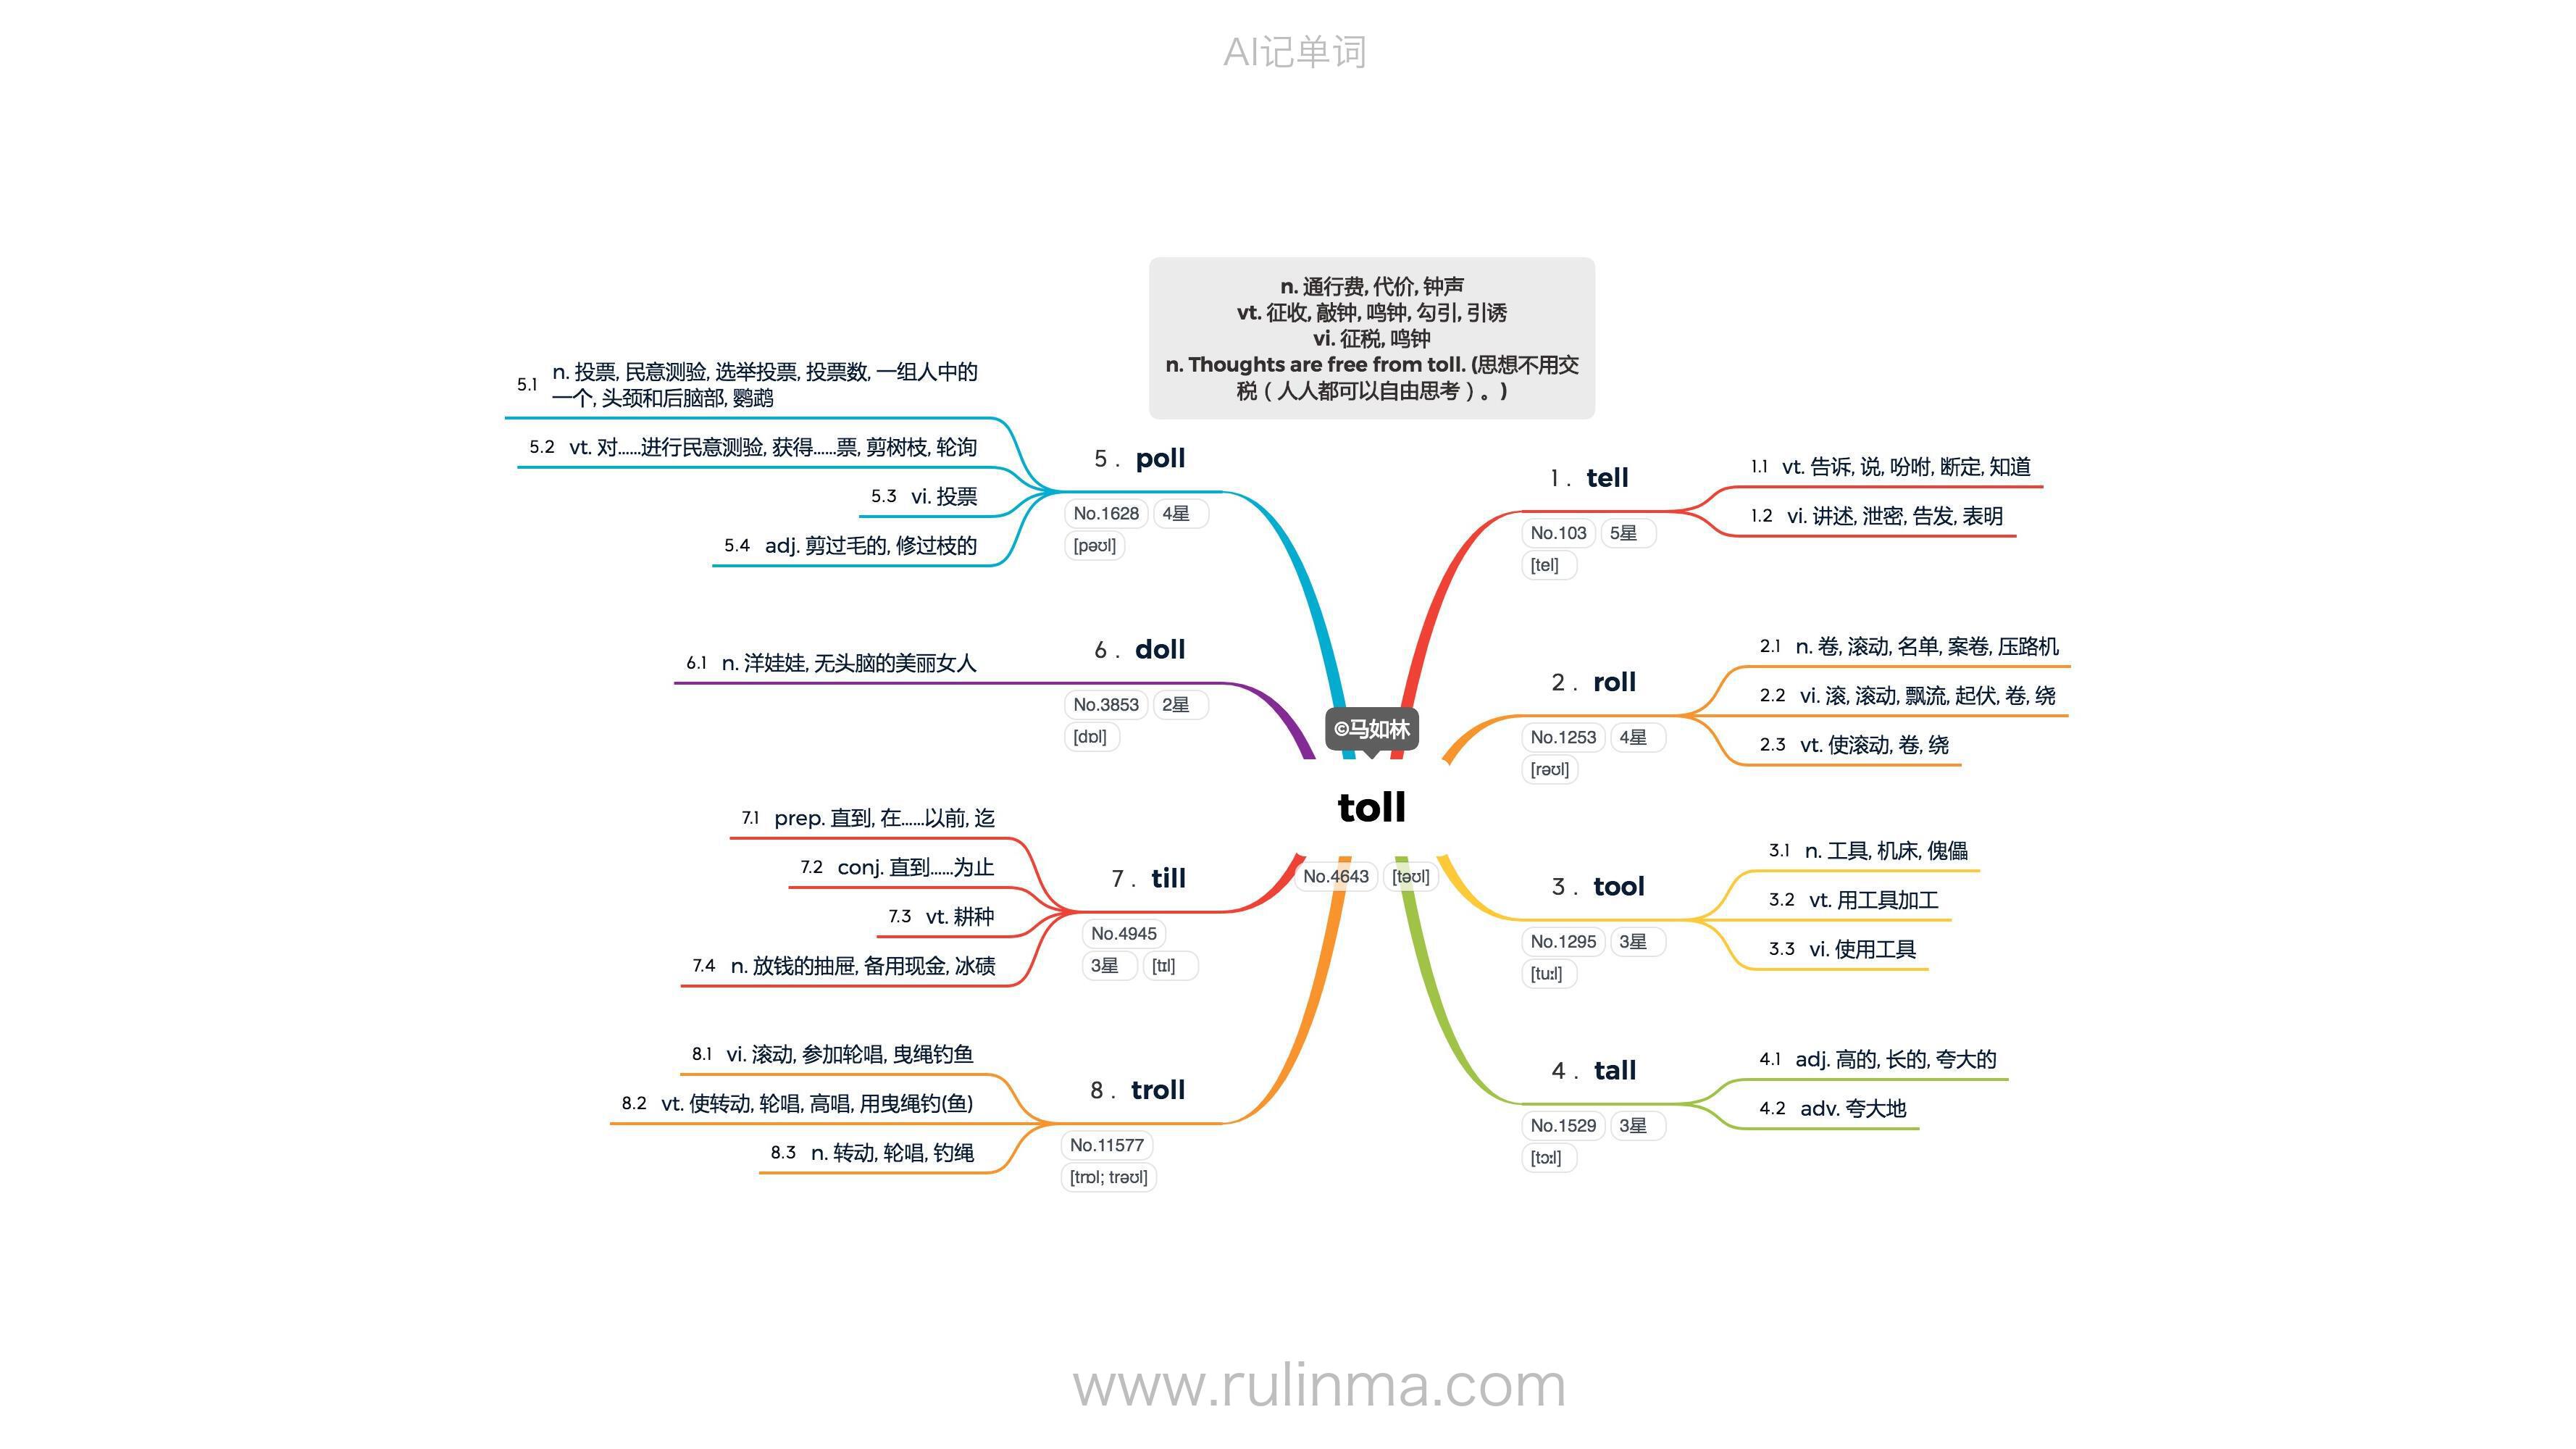 AI记单词
n. 通行费, 代价, 钟声
vt. 征收, 敲钟, 鸣钟, 勾引, 引诱
vi. 征税, 鸣钟
n. Thoughts are free from toll. (思想不用交
税（人人都可以自由思考）。)
©马如林
toll
No.4643 [təʊl]
1. tell
No.103 5星
[tel]
1.1 vt. 告诉, 说, 吩咐, 断定, 知道
1.2 vi. 讲述, 泄密, 告发, 表明
2. roll
No.1253 4星
[rəʊl]
2.1 n. 卷, 滚动, 名单, 案卷, 压路机
2.2 vi. 滚, 滚动, 飘流, 起伏, 卷, 绕
2.3 vt. 使滚动, 卷, 绕
3. tool
No.1295 3星
[tuːl]
3.1 n. 工具, 机床, 傀儡
3.2 vt. 用工具加工
3.3 vi. 使用工具
4. tall
No.1529 3星
[tɔːl]
4.1 adj. 高的, 长的, 夸大的
4.2 adv. 夸大地
5. poll
No.1628 4星
[pəʊl]
5.1 n. 投票, 民意测验, 选举投票, 投票数, 一组人中的
一个, 头颈和后脑部, 鹦鹉
5.2 vt. 对……进行民意测验, 获得……票, 剪树枝, 轮询
5.3 vi. 投票
5.4 adj. 剪过毛的, 修过枝的
6. doll
No.3853 2星
[dɒl]
6.1 n. 洋娃娃, 无头脑的美丽女人
7. till
No.4945
3星 [tɪl]
7.1 prep. 直到, 在……以前, 迄
7.2 conj. 直到……为止
7.3 vt. 耕种
7.4 n. 放钱的抽屉, 备用现金, 冰碛
8. troll
No.11577
[trɒl; trəʊl]
8.1 vi. 滚动, 参加轮唱, 曳绳钓鱼
8.2 vt. 使转动, 轮唱, 高唱, 用曳绳钓(鱼)
8.3 n. 转动, 轮唱, 钓绳
www.rulinma.com